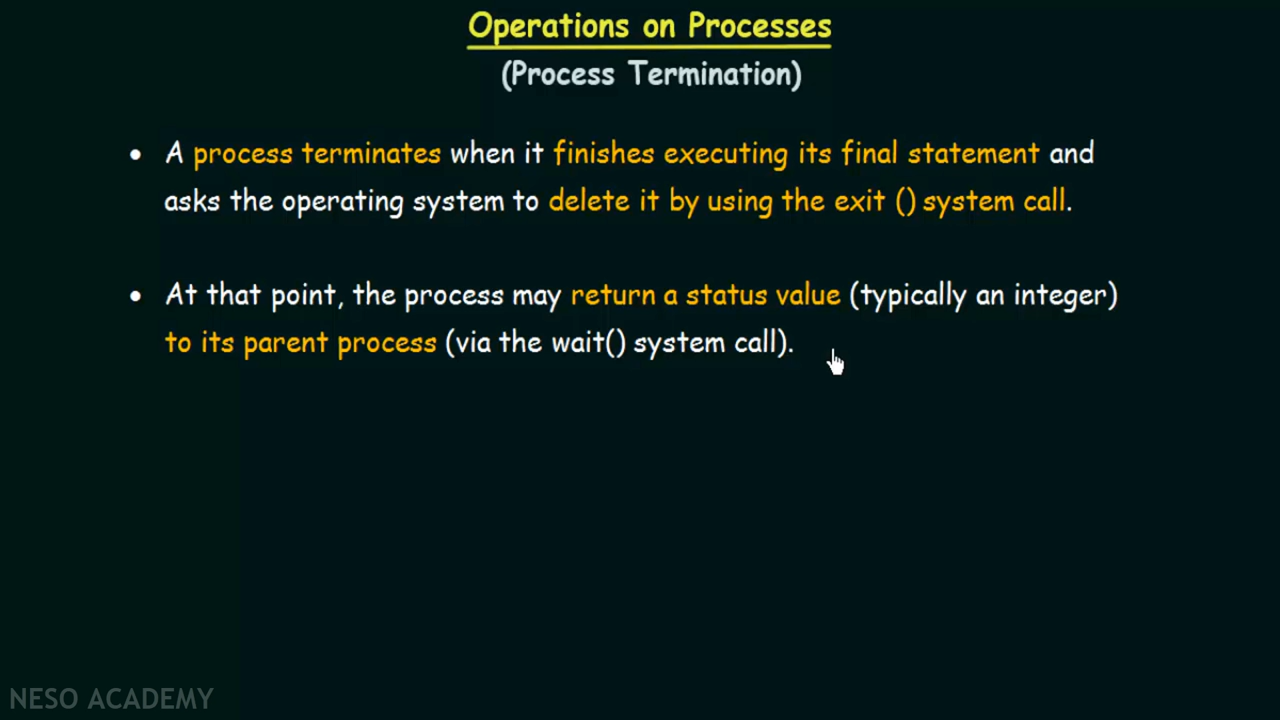 Operations on Processes
(Process Termination)
• A process terminates when it finishes executing its final statement and
asks the operating system to delete it by using the exit () system call.
• At that point, the process may return a status value (typically an integer)
to its parent process (via the wait() system call).
NESO ACADEMY